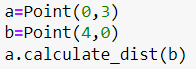 a=Point(0,3)
b=Point(4,0)
a.calculate_dist(b)